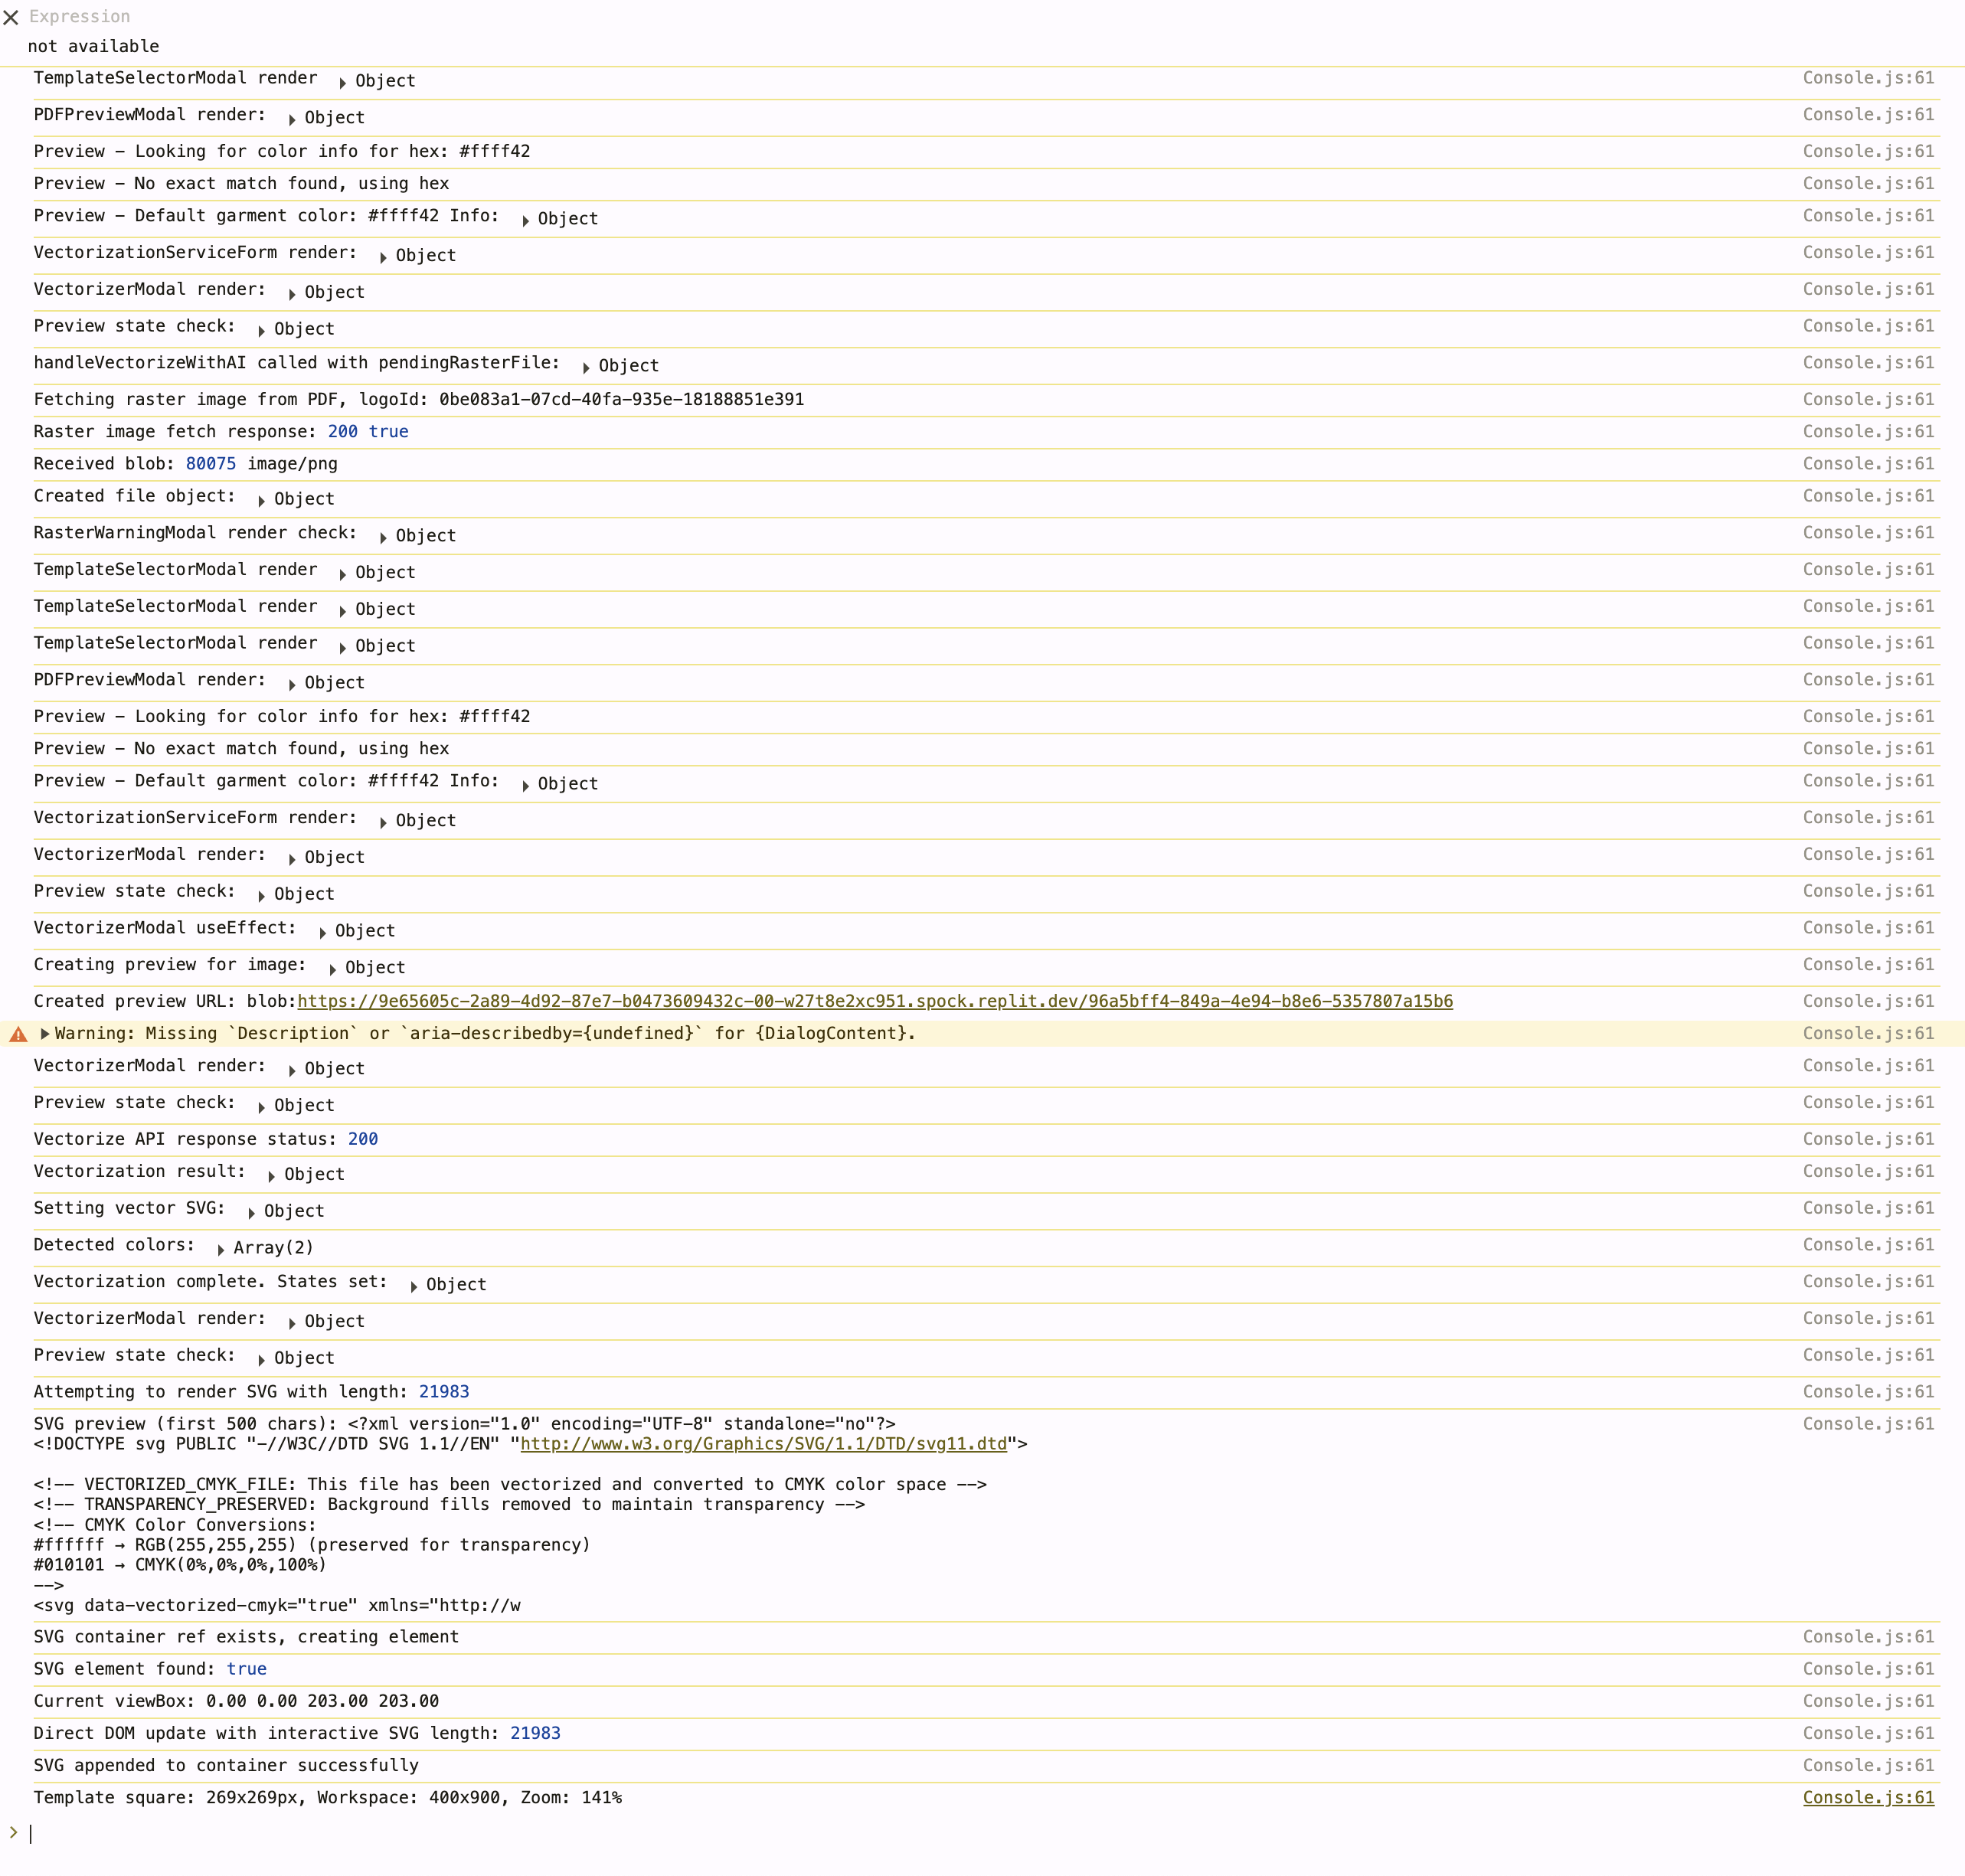 Expression
not available
TemplateSelectorModal render Object Console.js:61
PDFPreviewModal render: Object Console.js:61
Preview – Looking for color info for hex: #ffff42 Console.js:61
Preview – No exact match found, using hex Console.js:61
Preview – Default garment color: #ffff42 Info: Object Console.js:61
VectorizationServiceForm render: Object Console.js:61
VectorizerModal render: Object Console.js:61
Preview state check: Object Console.js:61
handleVectorizeWithAI called with pendingRasterFile: Object Console.js:61
Fetching raster image from PDF, logoId: 0be083a1-07cd-40fa-935e-18188851e391 Console.js:61
Raster image fetch response: 200 true Console.js:61
Received blob: 80075 image/png Console.js:61
Created file object: Object Console.js:61
RasterWarningModal render check: Object Console.js:61
TemplateSelectorModal render Object Console.js:61
TemplateSelectorModal render Object Console.js:61
TemplateSelectorModal render Object Console.js:61
PDFPreviewModal render: Object Console.js:61
Preview – Looking for color info for hex: #ffff42 Console.js:61
Preview – No exact match found, using hex Console.js:61
Preview – Default garment color: #ffff42 Info: Object Console.js:61
VectorizationServiceForm render: Object Console.js:61
VectorizerModal render: Object Console.js:61
Preview state check: Object Console.js:61
VectorizerModal useEffect: Object Console.js:61
Creating preview for image: Object Console.js:61
Created preview URL: blob:https://9e65605c-2a89-4d92-87e7-b0473609432c-00-w27t8e2xc951.spock.replit.dev/96a5bff4-849a-4e94-b8e6-5357807a15b6 Console.js:61
Warning: Missing `Description` or `aria-describedby={undefined}` for {DialogContent}. Console.js:61
VectorizerModal render: Object Console.js:61
Preview state check: Object Console.js:61
Vectorize API response status: 200 Console.js:61
Vectorization result: Object Console.js:61
Setting vector SVG: Object Console.js:61
Detected colors: Array(2) Console.js:61
Vectorization complete. States set: Object Console.js:61
VectorizerModal render: Object Console.js:61
Preview state check: Object Console.js:61
Attempting to render SVG with length: 21983 Console.js:61
SVG preview (first 500 chars): <?xml version="1.0" encoding="UTF-8" standalone="no"?> Console.js:61
<!DOCTYPE svg PUBLIC "-//W3C//DTD SVG 1.1//EN" "http://www.w3.org/Graphics/SVG/1.1/DTD/svg11.dtd">
<!-- VECTORIZED_CMYK_FILE: This file has been vectorized and converted to CMYK color space -->
<!-- TRANSPARENCY_PRESERVED: Background fills removed to maintain transparency -->
<!-- CMYK Color Conversions:
#ffffff → RGB(255,255,255) (preserved for transparency)
#010101 → CMYK(0%,0%,0%,100%)
-->
<svg data-vectorized-cmyk="true" xmlns="http://w
SVG container ref exists, creating element Console.js:61
SVG element found: true Console.js:61
Current viewBox: 0.00 0.00 203.00 203.00 Console.js:61
Direct DOM update with interactive SVG length: 21983 Console.js:61
SVG appended to container successfully Console.js:61
Template square: 269x269px, Workspace: 400x900, Zoom: 141% Console.js:61